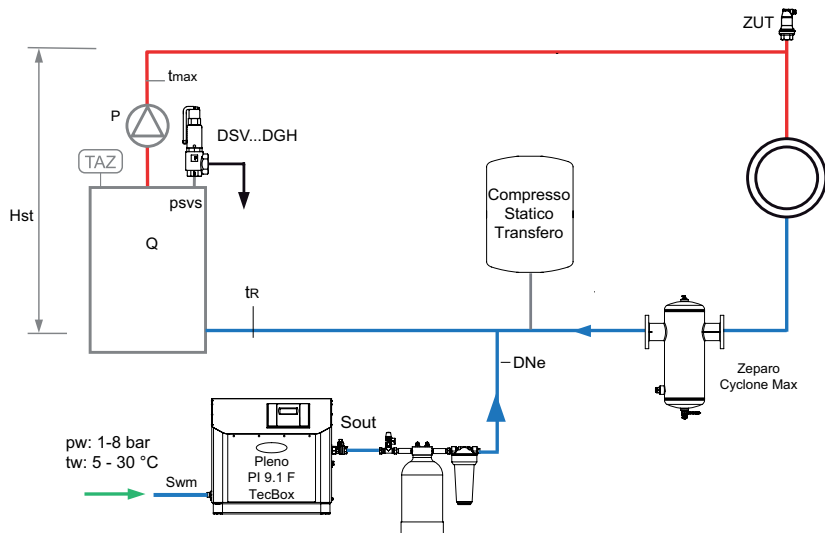 ZUT
tmax
P
DSV...DGH
TAZ
psvs
Hst
Q
Compresso
Statico
Transfero
tR
DNe
Zeparo
Cyclone Max
Sout
pw: 1-8 bar
tw: 5 - 30 °C
Swm
Pleno
PI 9.1 F
TecBox